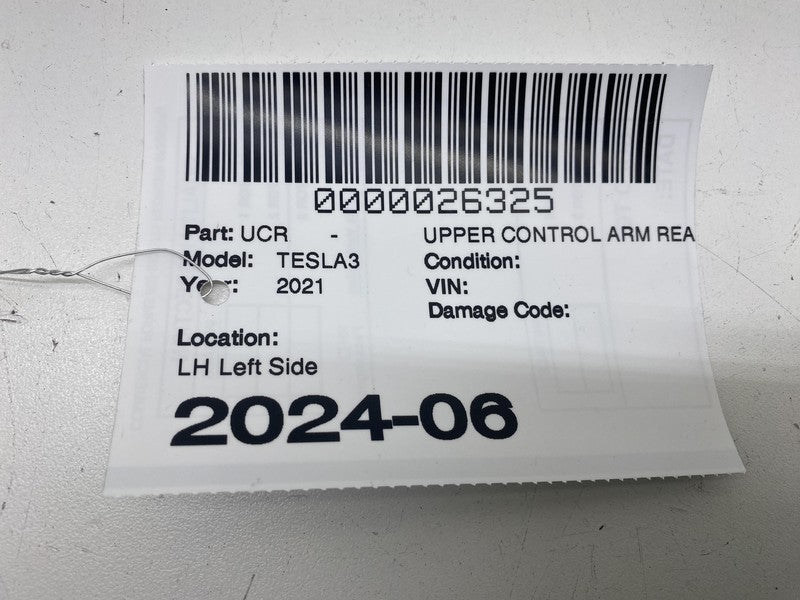 0000026325
Part: UCR - UPPER CONTROL ARM REA
Model: TESLA3 Condition:
Year: 2021 VIN:
Damage Code:
Location:
LH Left Side
2024-06
DATE: